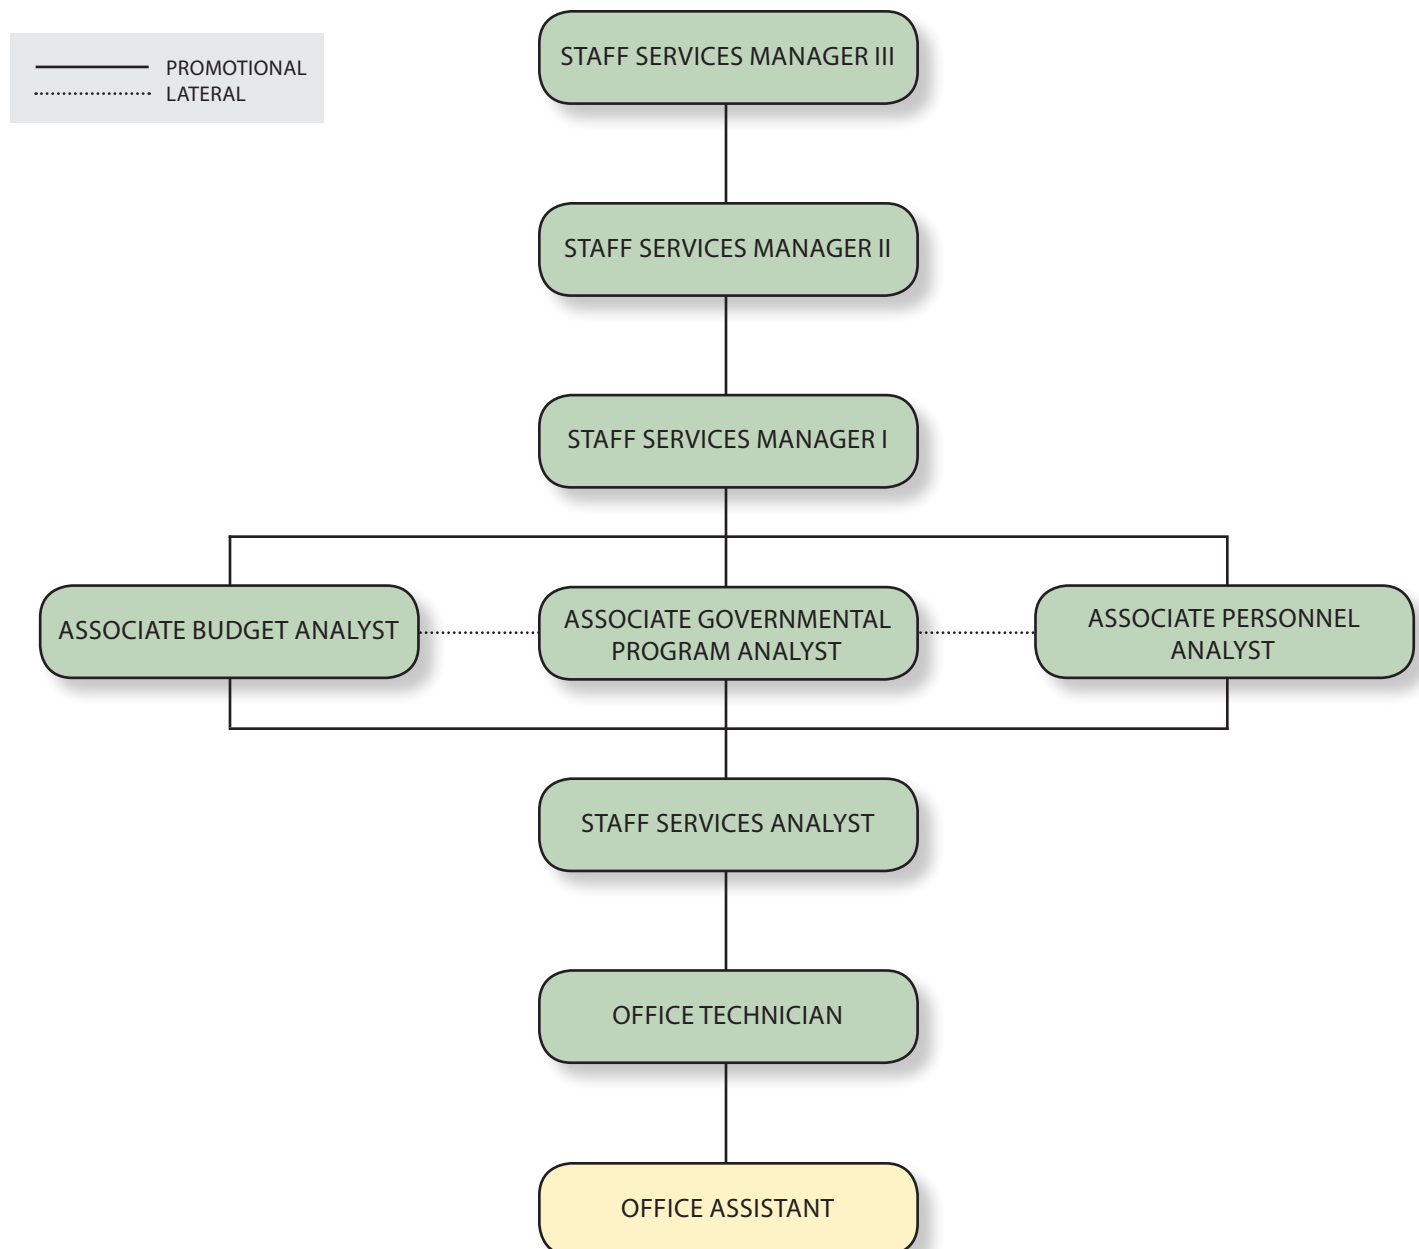 PROMOTIONAL
LATERAL
STAFF SERVICES MANAGER III
STAFF SERVICES MANAGER II
STAFF SERVICES MANAGER I
ASSOCIATE BUDGET ANALYST
ASSOCIATE GOVERNMENTAL
PROGRAM ANALYST
ASSOCIATE PERSONNEL
ANALYST
STAFF SERVICES ANALYST
OFFICE TECHNICIAN
OFFICE ASSISTANT